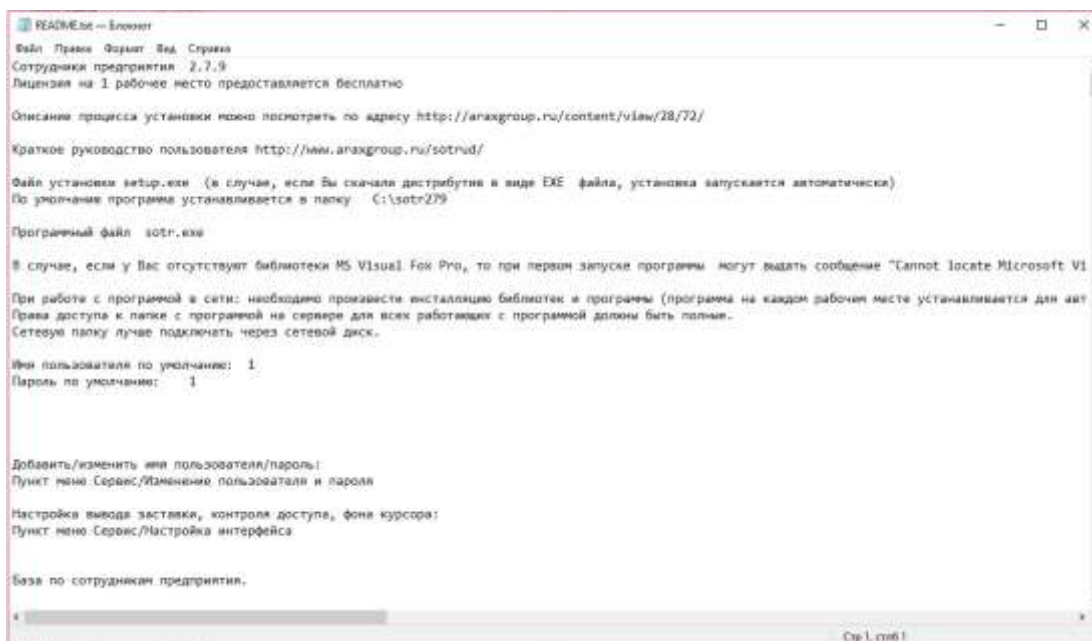 README.txt — Блокнот
Файл Правка Формат Вид Справка
Сотрудники предприятия 2.7.9
Лицензия на 1 рабочее место предоставляется бесплатно
Описание процесса установки можно посмотреть по адресу http://araxgroup.ru/content/view/28/72/
Краткое руководство пользователя http://www.araxgroup.ru/sotrud/
Файл установки setup.exe (в случае, если Вы скачали дистрибутив в виде EXE файла, установка запускается автоматически)
По умолчанию программа устанавливается в папку C:\sotr279
Программный файл sotr.exe
В случае, если у Вас отсутствуют библиотеки MS Visual Fox Pro, то при первом запуске программы могут выдать сообщение "Cannot locate Microsoft Vi
При работе с программой в сети: необходимо произвести инсталляцию библиотек и программы (программа на каждом рабочем месте устанавливается для авт
Права доступа к папке с программой на сервере для всех работающих с программой должны быть полные.
Сетевую папку лучше подключать через сетевой диск.
Имя пользователя по умолчанию: 1
Пароль по умолчанию: 1
Добавить/изменить имя пользователя/пароль:
Пункт меню Сервис/Изменение пользователя и пароля
Настройка вывода заставки, контроля доступа, фона курсора:
Пункт меню Сервис/Настройка интерфейса
База по сотрудникам предприятия.
Стр 1, стлб 1